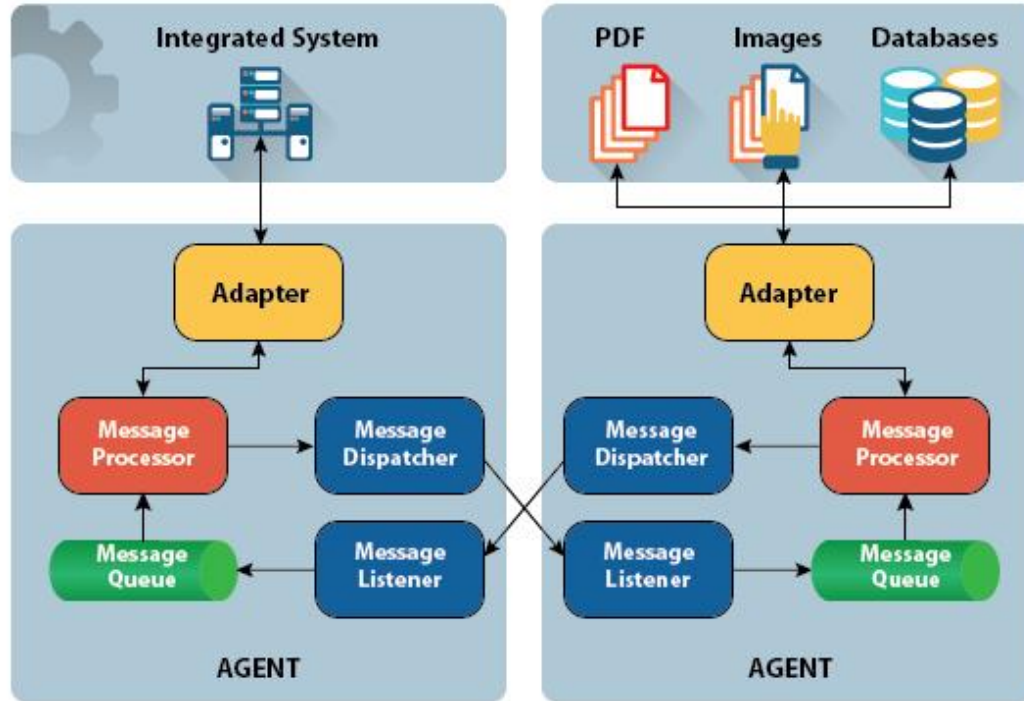 Integrated System
PDF
Images
Databases
Adapter
Message
Processor
Message
Dispatcher
Message
Queue
Message
Listener
AGENT
Adapter
Message
Dispatcher
Message
Processor
Message
Listener
Message
Queue
AGENT